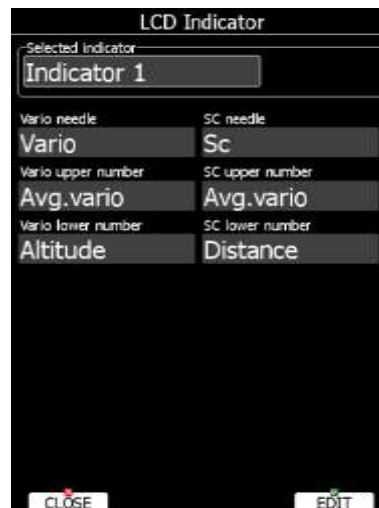 LCD Indicator
Selected indicator
Indicator 1
Vario needle SC needle
Vario Sc
Vario upper number SC upper number
Avg.vario Avg.vario
Vario lower number SC lower number
Altitude Distance
CLOSE EDIT